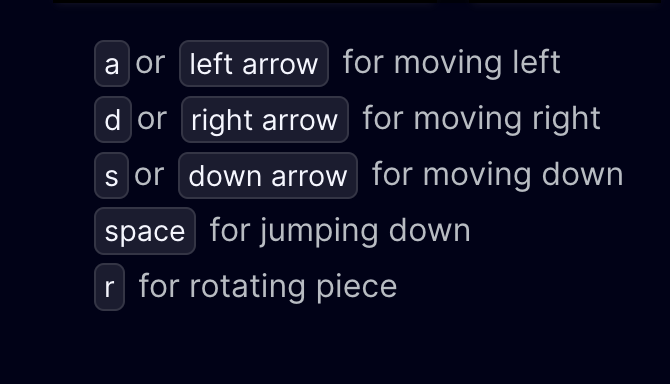 a or left arrow for moving left
d or right arrow for moving right
s or down arrow for moving down
space for jumping down
r for rotating piece